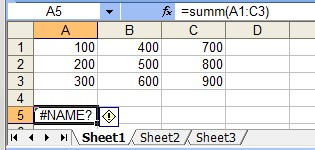 A5 fx =summ(A1:C3)
A B C D
1 100 400 700
2 200 500 800
3 300 600 900
4
5 #NAME?
Sheet1 Sheet2 Sheet3